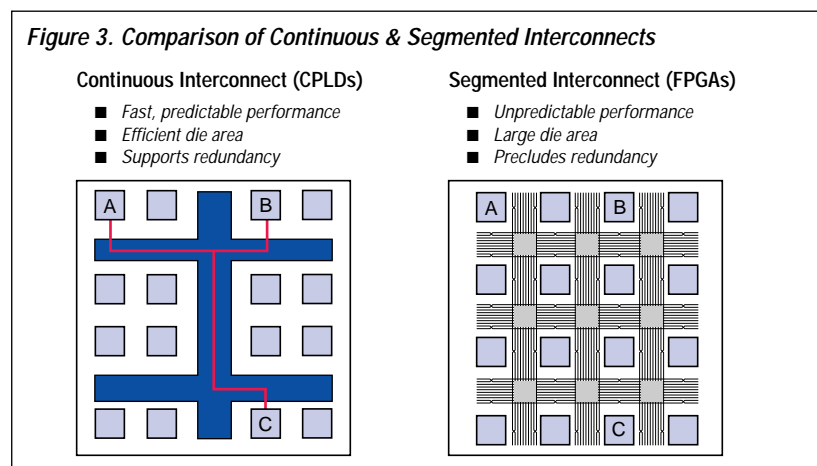 Figure 3. Comparison of Continuous & Segmented Interconnects
Continuous Interconnect (CPLDs)
■ Fast, predictable performance
■ Efficient die area
■ Supports redundancy
Segmented Interconnect (FPGAs)
■ Unpredictable performance
■ Large die area
■ Precludes redundancy
A
B
C
A
B
C